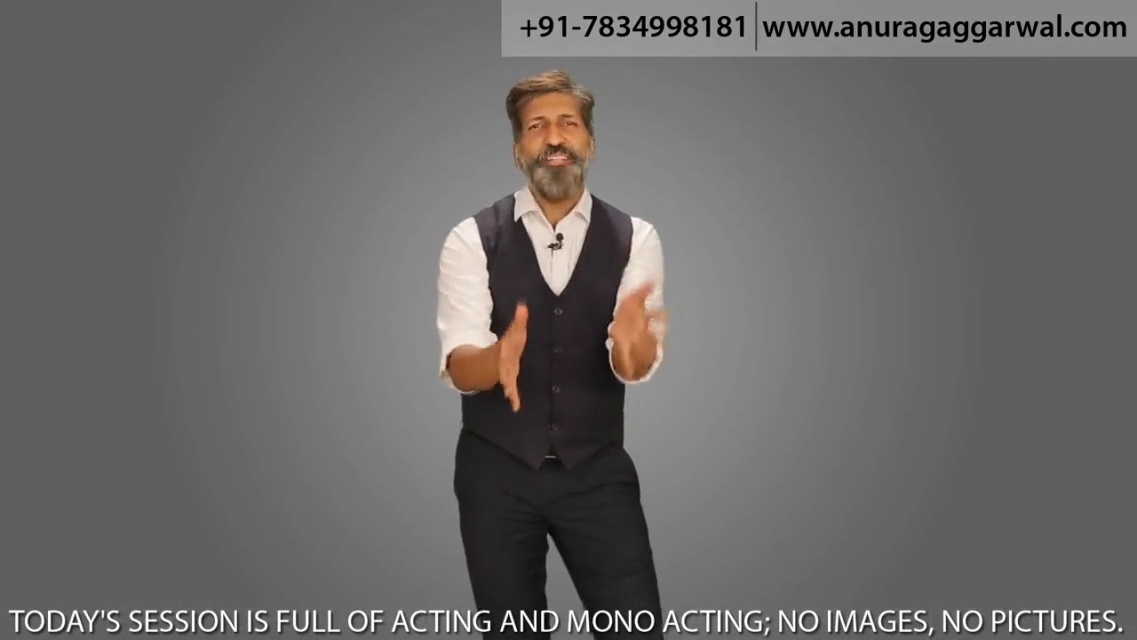 +91-7834998181 | www.anuragaggarwal.com
TODAY'S SESSION IS FULL OF ACTING AND MONO ACTING; NO IMAGES, NO PICTURES.